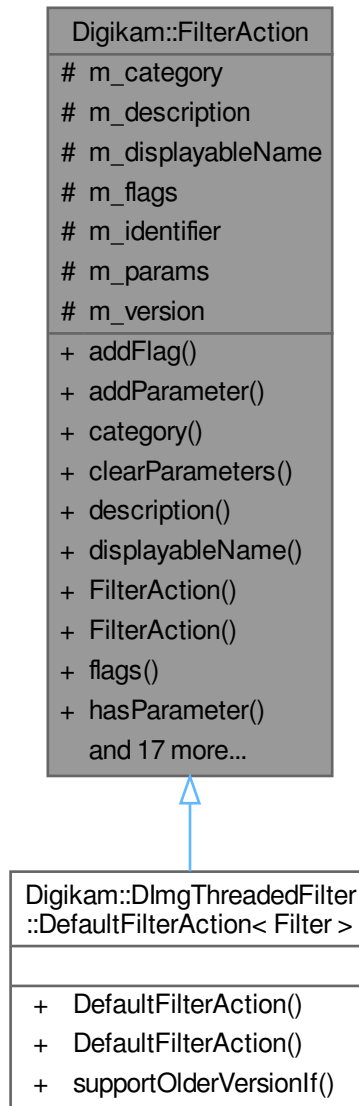 Digikam::FilterAction
# m_category
# m_description
# m_displayableName
# m_flags
# m_identifier
# m_params
# m_version
+ addFlag()
+ addParameter()
+ category()
+ clearParameters()
+ description()
+ displayableName()
+ FilterAction()
+ FilterAction()
+ flags()
+ hasParameter()
and 17 more...
Digikam::DImgThreadedFilter
::DefaultFilterAction< Filter >
+ DefaultFilterAction()
+ DefaultFilterAction()
+ supportOlderVersionIf()